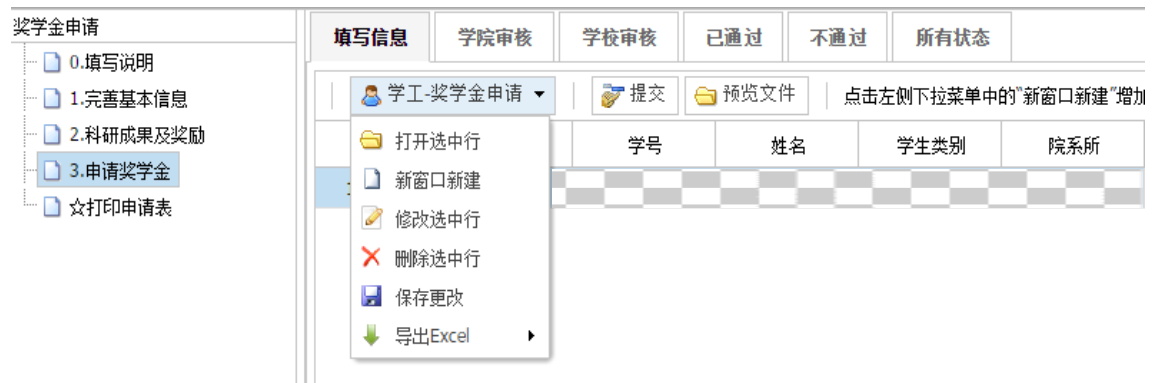 奖学金申请
0.填写说明
1.完善基本信息
2.科研成果及奖励
3.申请奖学金
☆打印申请表
填写信息 学院审核 学校审核 已通过 不通过 所有状态
学工-奖学金申请 提交 预览文件 点击左侧下拉菜单中的"新窗口新建"增加
学号 姓名 学生类别 院系所
打开选中行
新窗口新建
修改选中行
删除选中行
保存更改
导出Excel